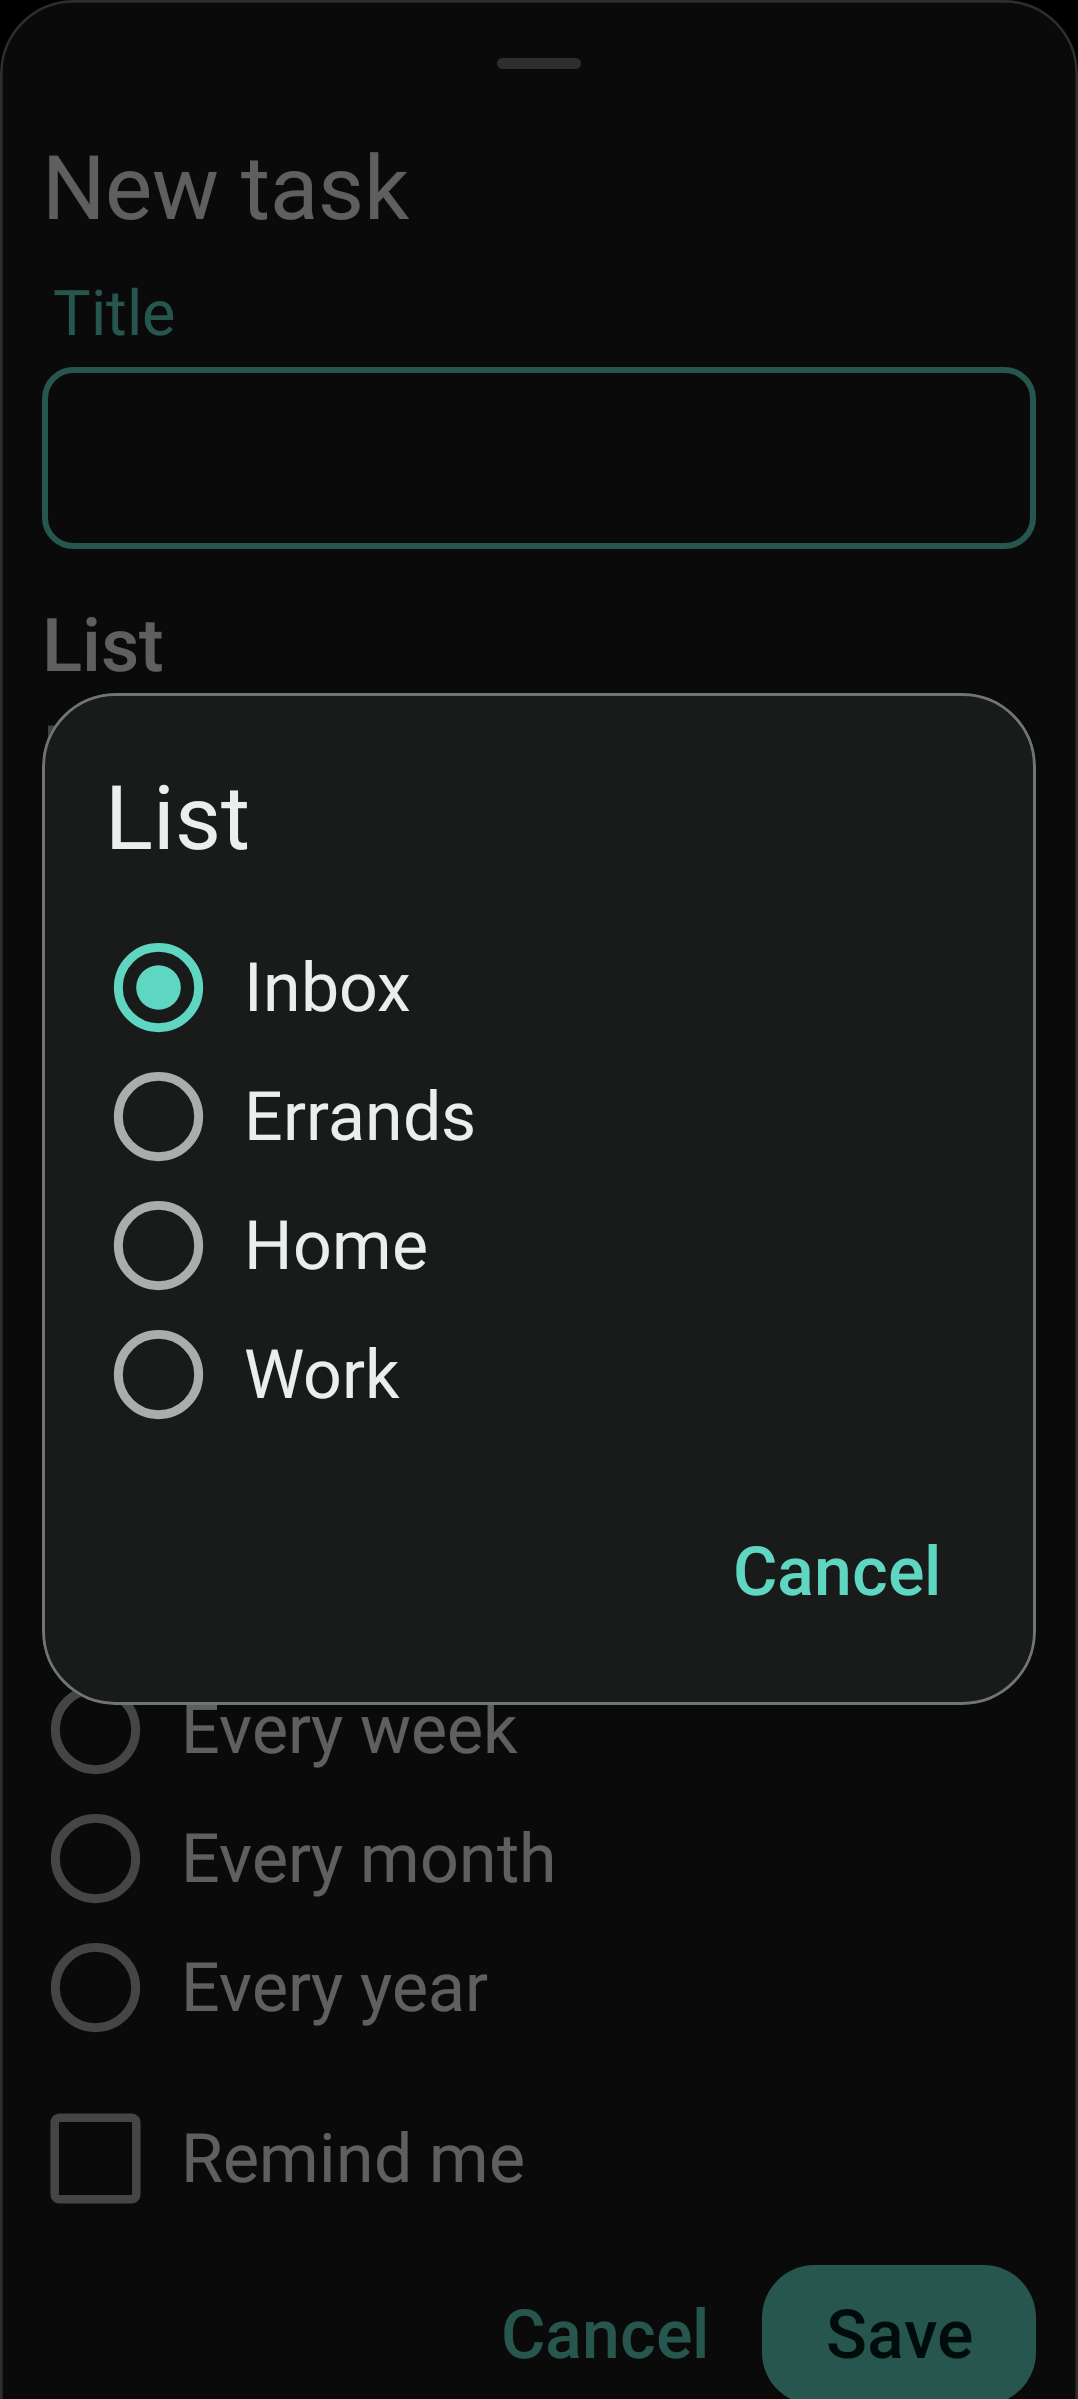 New task
Title
List
List
Inbox
Errands
Home
Work
Cancel
Every week
Every month
Every year
Remind me
Cancel
Save